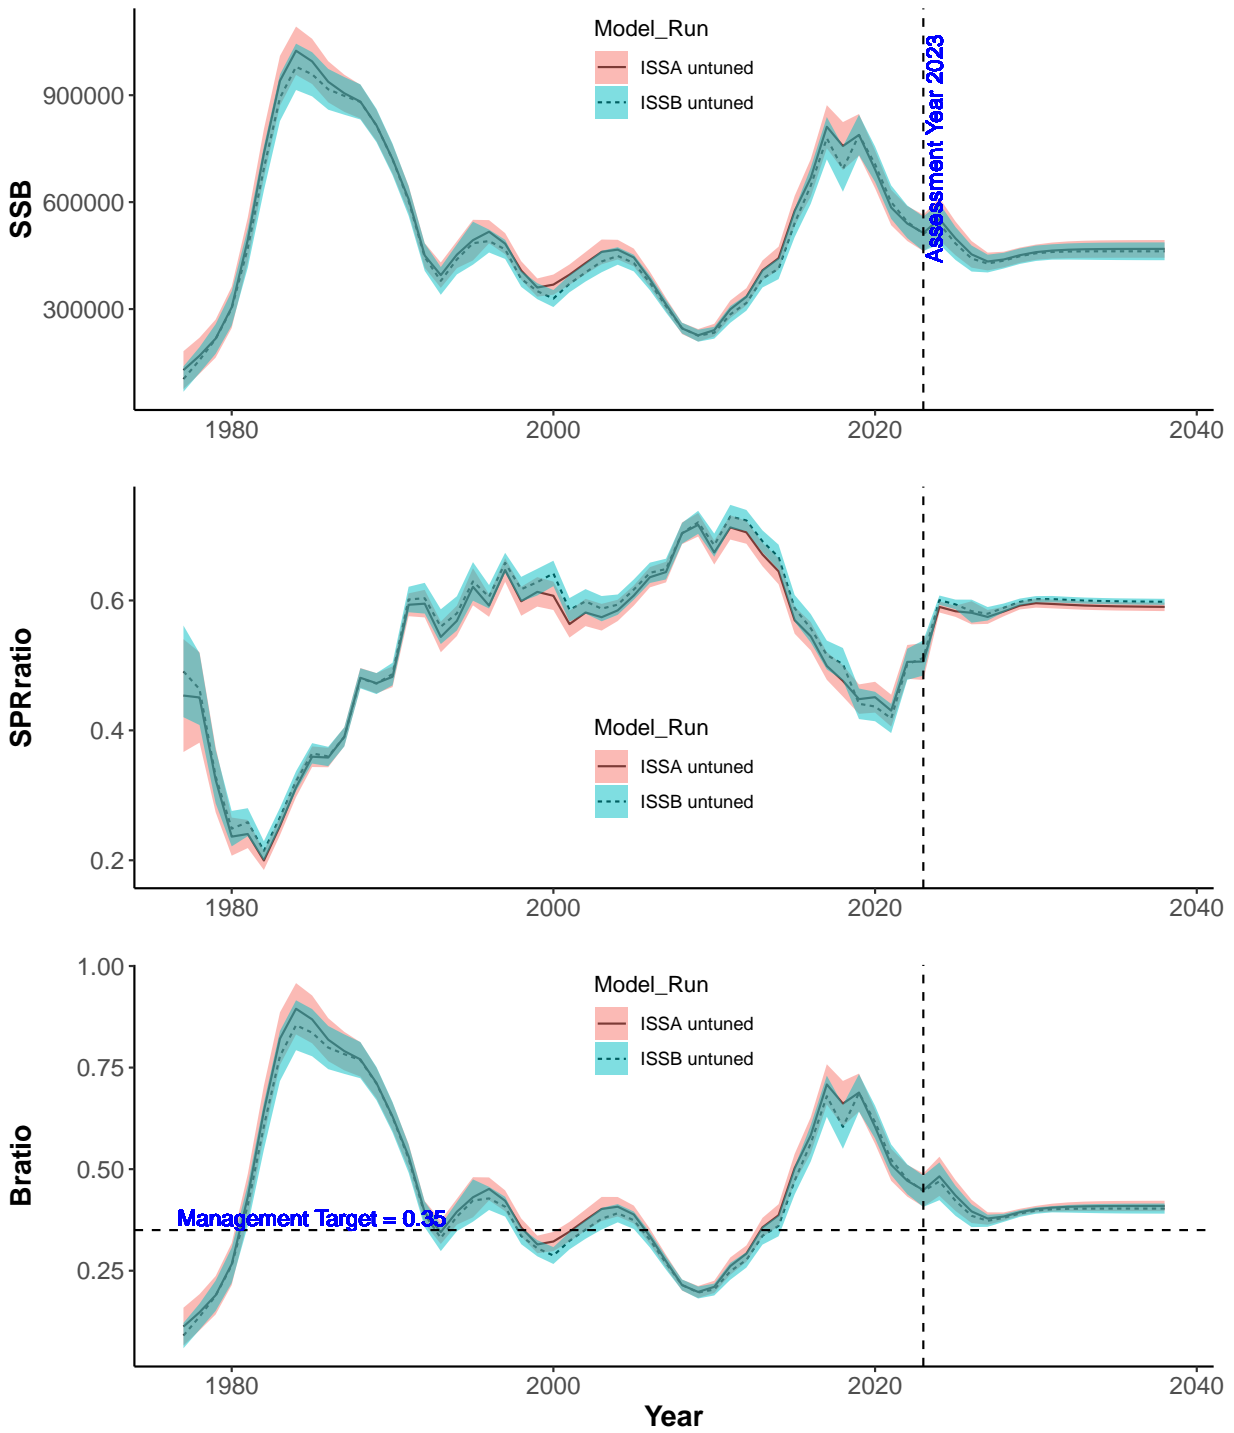 Model_Run
ISSA untuned
ISSB untuned
Assessment Year 2023
SSB
900000
600000
300000
1980
2000
2020
2040
SPRratio
0.6
0.4
0.2
Model_Run
ISSA untuned
ISSB untuned
1980
2000
2020
2040
Bratio
1.00
0.75
0.50
0.25
Model_Run
ISSA untuned
ISSB untuned
Management Target = 0.35
1980
2000
2020
2040
Year